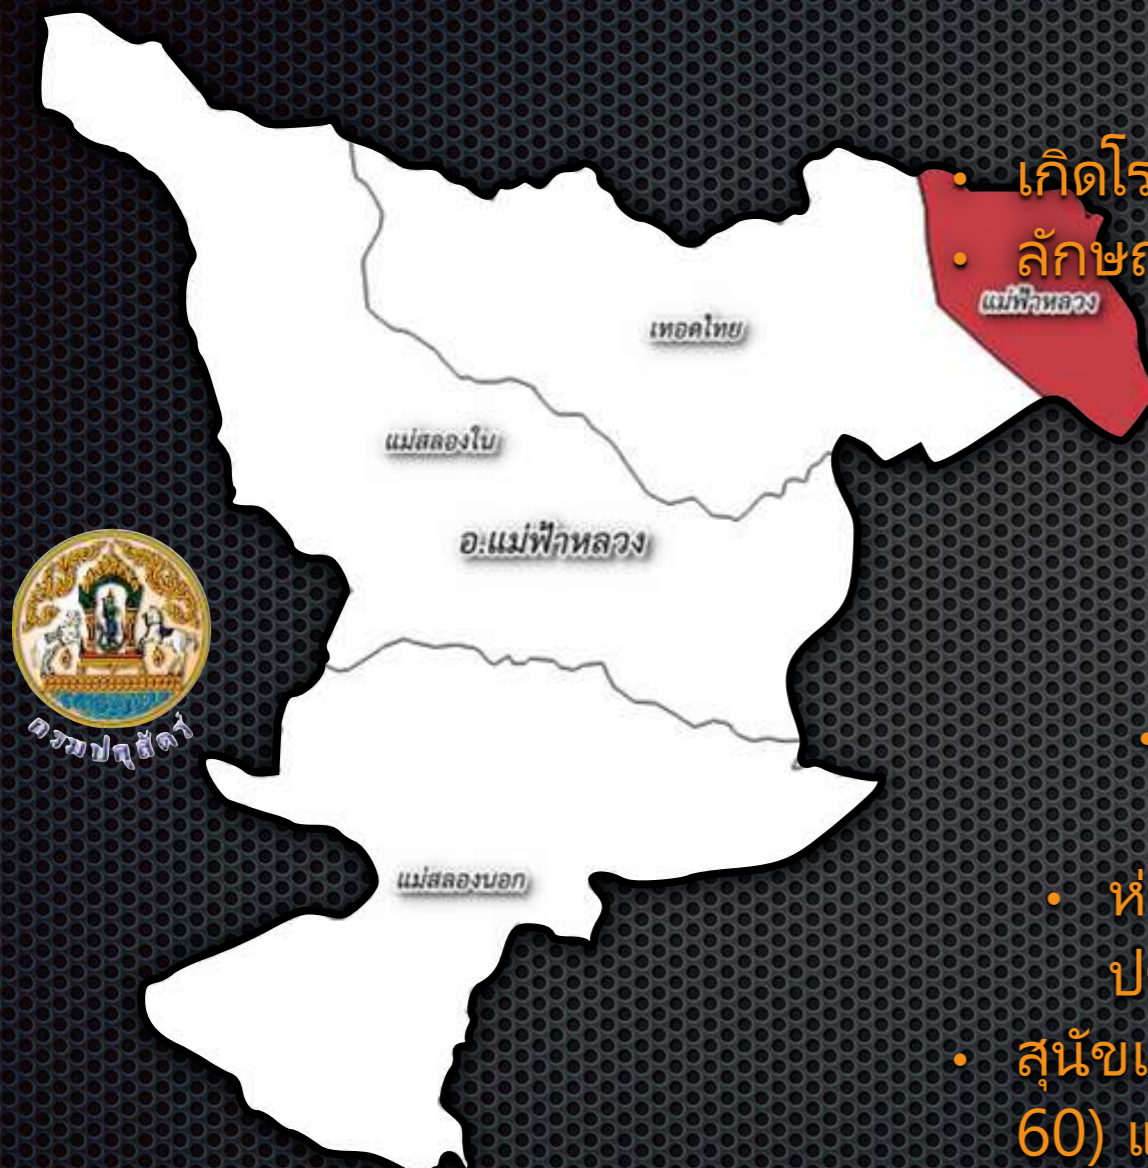 • เกิดโร
• ลักษณ
แม่ฟ้าหลวง
เทอดไทย
แม่สลองใน
อ.แม่ฟ้าหลวง
กรมปศุสัตว์
•
แม่สลองนอก
• ห่
ป
• สุนัขเ
60) แ